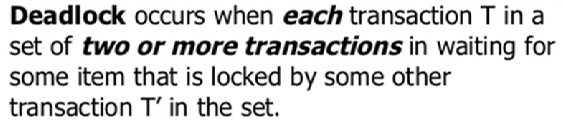 Deadlock occurs when each transaction T in a
set of two or more transactions in waiting for
some item that is locked by some other
transaction T′ in the set.